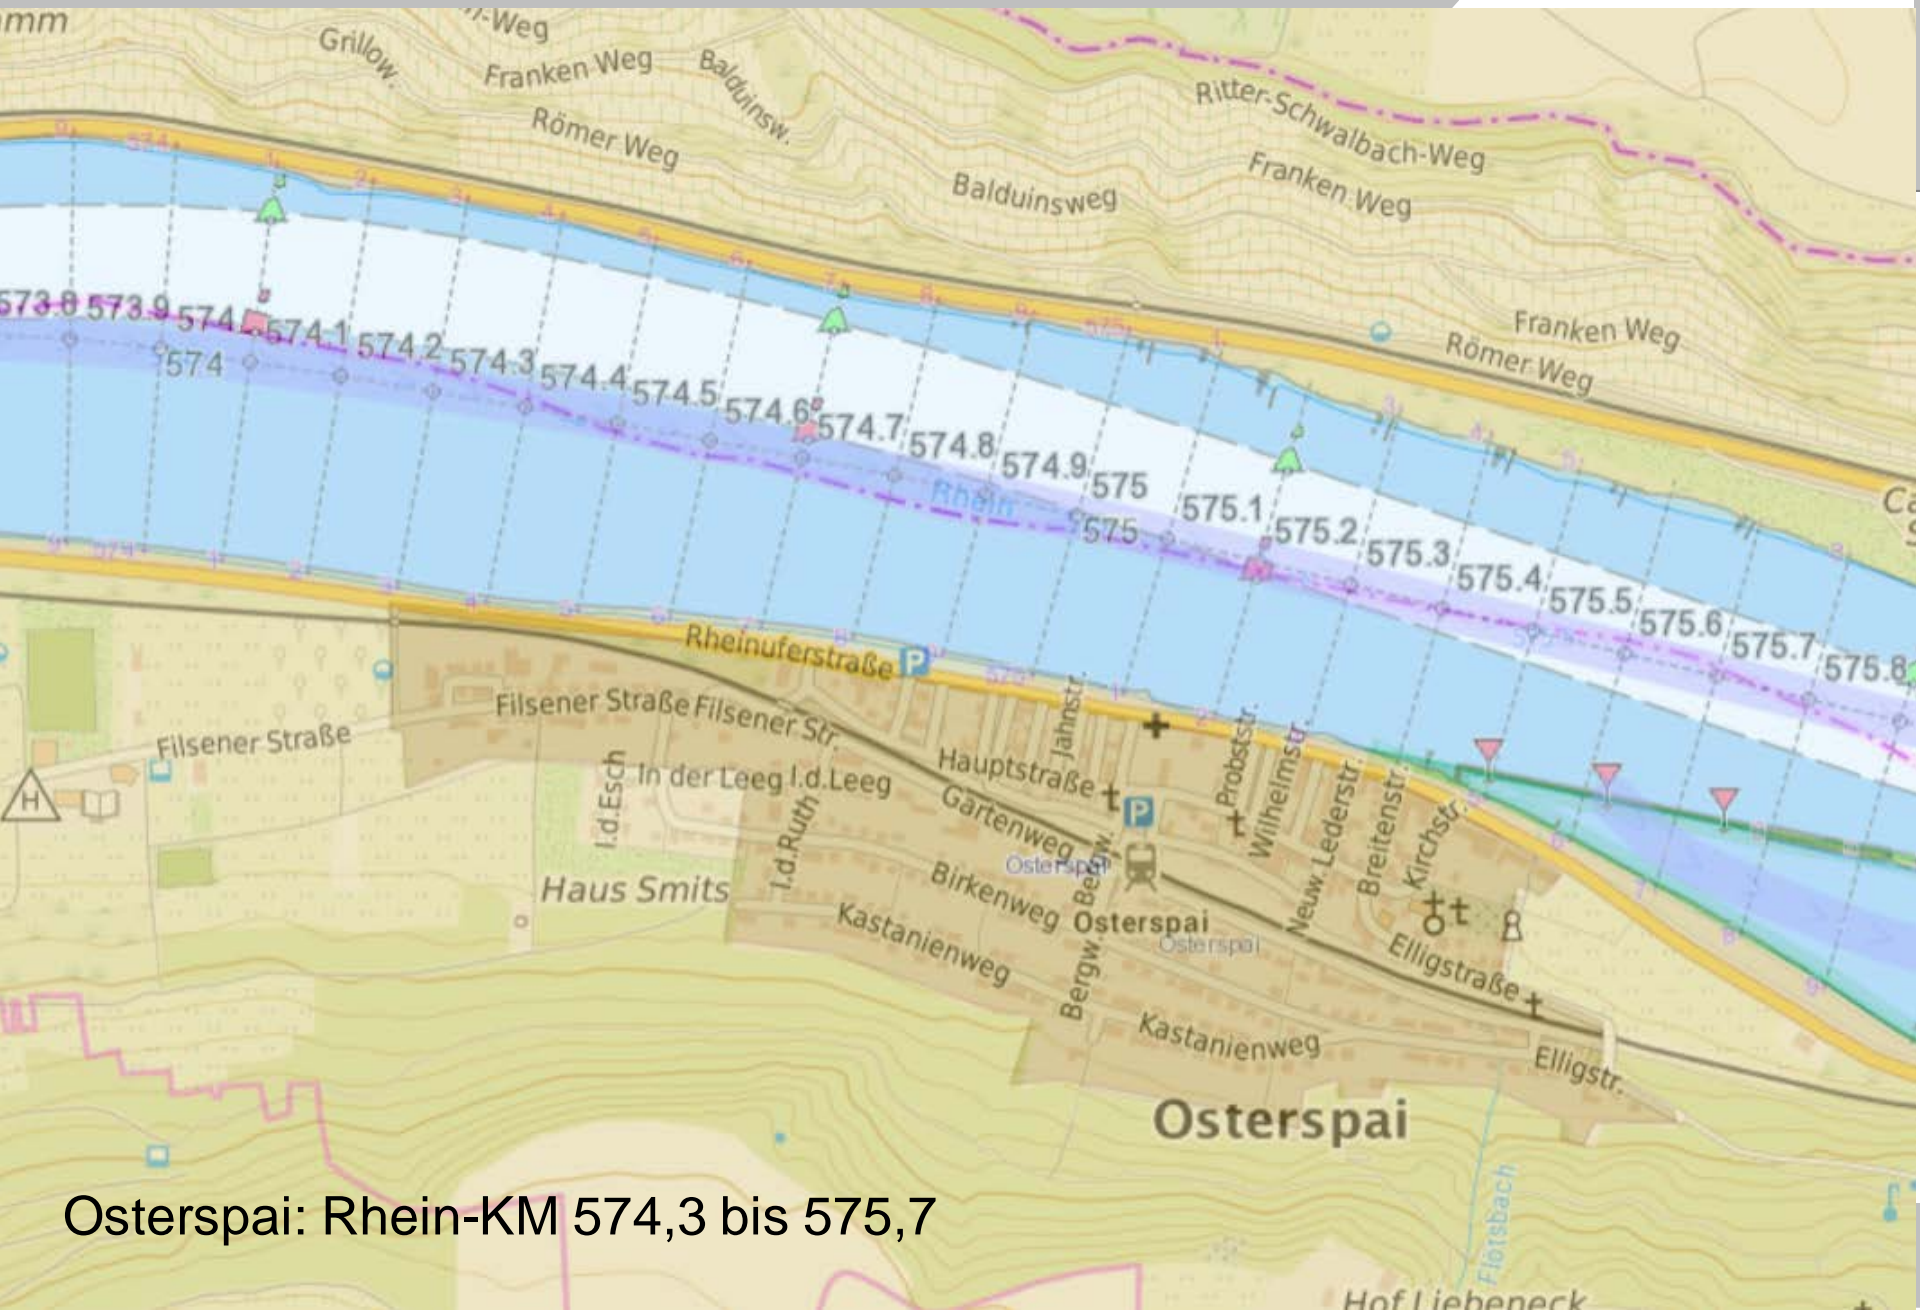 Grillow.
Franken Weg
Balduinsw.
Römer Weg
Ritter-Schwalbach-Weg
Franken Weg
Balduinsweg
Franken Weg
Römer Weg
573.8 573.9 574 574.1 574.2 574.3 574.4 574.5 574.6 574.7 574.8 574.9 575 575.1 575.2 575.3 575.4 575.5 575.6 575.7 575.8
574
Rhein
575
Rheinuferstraße
P
Filsener Straße
Filsener Straße
Filsener Str.
In der Leeg
I.d.Leeg
I.d.Esch
I.d.Ruth
Hauptstraße
Jahnstr.
Gartenweg
P
Probststr.
Wilhelmstr.
Neuw. Lederstr.
Breitenstr.
Kirchstr.
H
Haus Smits
Birkenweg
Kastanienweg
Osterspai
Bergw.
Bergw.
Osterspai
Osterspai
Elligstraße
Kastanienweg
Elligstr.
Osterspai
Flotsbach
Hof Liebeneck
Osterspai: Rhein-KM 574,3 bis 575,7